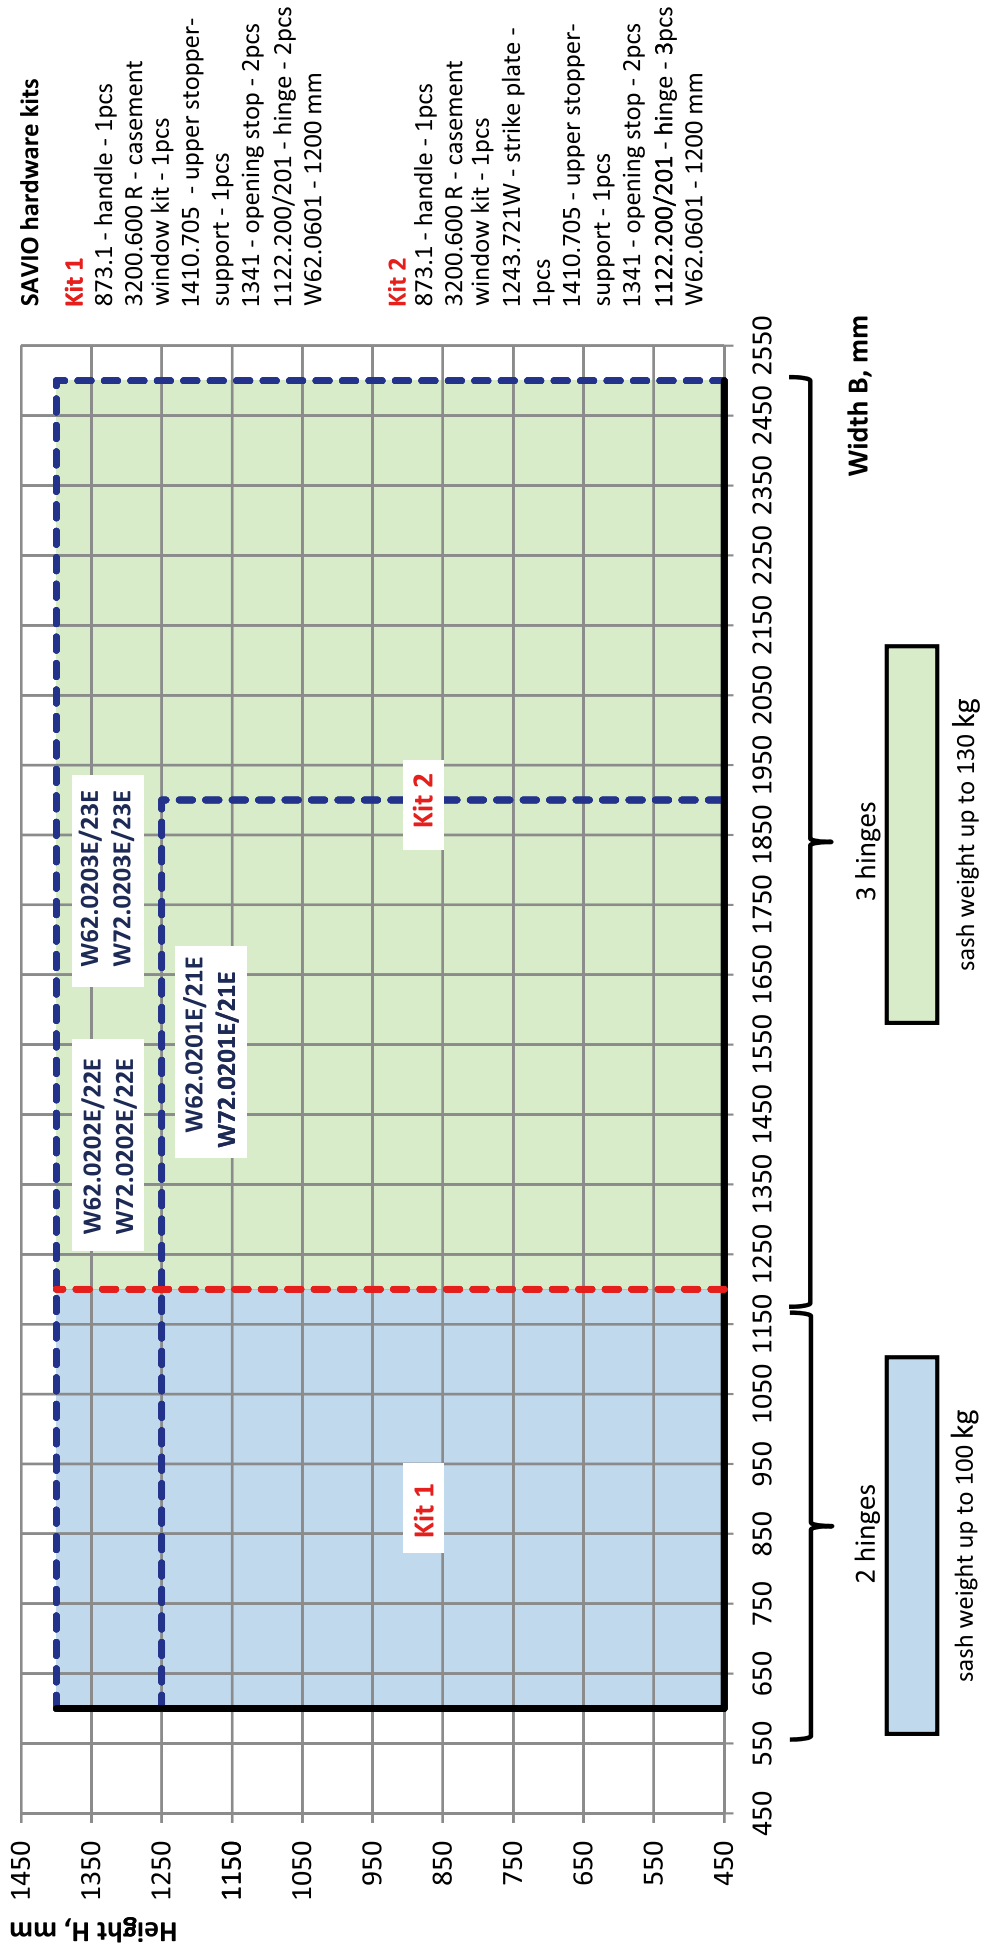 SAVIO hardware kits
Kit 1
873.1 - handle - 1pcs
3200.600 R - casement
window kit - 1pcs
1410.705 - upper stopper-
support - 1pcs
1341 - opening stop - 2pcs
1122.200/201 - hinge - 2pcs
W62.0601 - 1200 mm
Kit 2
873.1 - handle - 1pcs
3200.600 R - casement
window kit - 1pcs
1243.721W - strike plate -
1pcs
1410.705 - upper stopper-
support - 1pcs
1341 - opening stop - 2pcs
1122.200/201 - hinge - 3pcs
W62.0601 - 1200 mm
Height H, mm
1450
1350
1250
1150
1050
950
850
750
650
550
450
W62.0202E/22E
W72.0202E/22E
W62.0203E/23E
W72.0203E/23E
W62.0201E/21E
W72.0201E/21E
Kit 1
Kit 2
450 550 650 750 850 950 1050 1150 1250 1350 1450 1550 1650 1750 1850 1950 2050 2150 2250 2350 2450 2550
Width B, mm
2 hinges
3 hinges
sash weight up to 100 kg
sash weight up to 130 kg